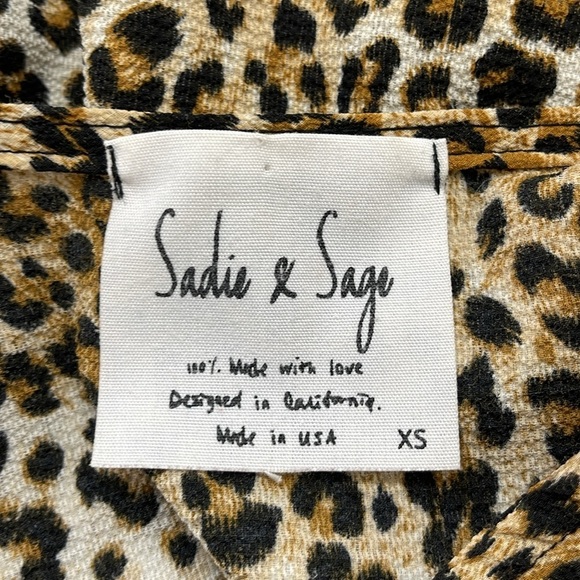 Sadie & Sage
100% Made with love
Designed in California.
Made in USA XS